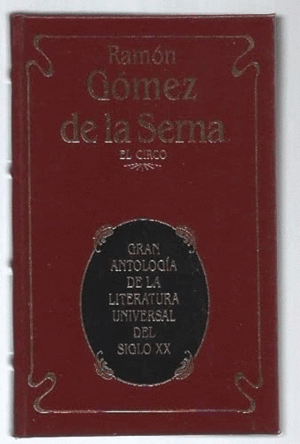 Ramón
Gómez
de la Serna
EL CIRCO
GRAN
ANTOLOGÍA
DE LA
LITERATURA
UNIVERSAL
DEL
SIGLO XX